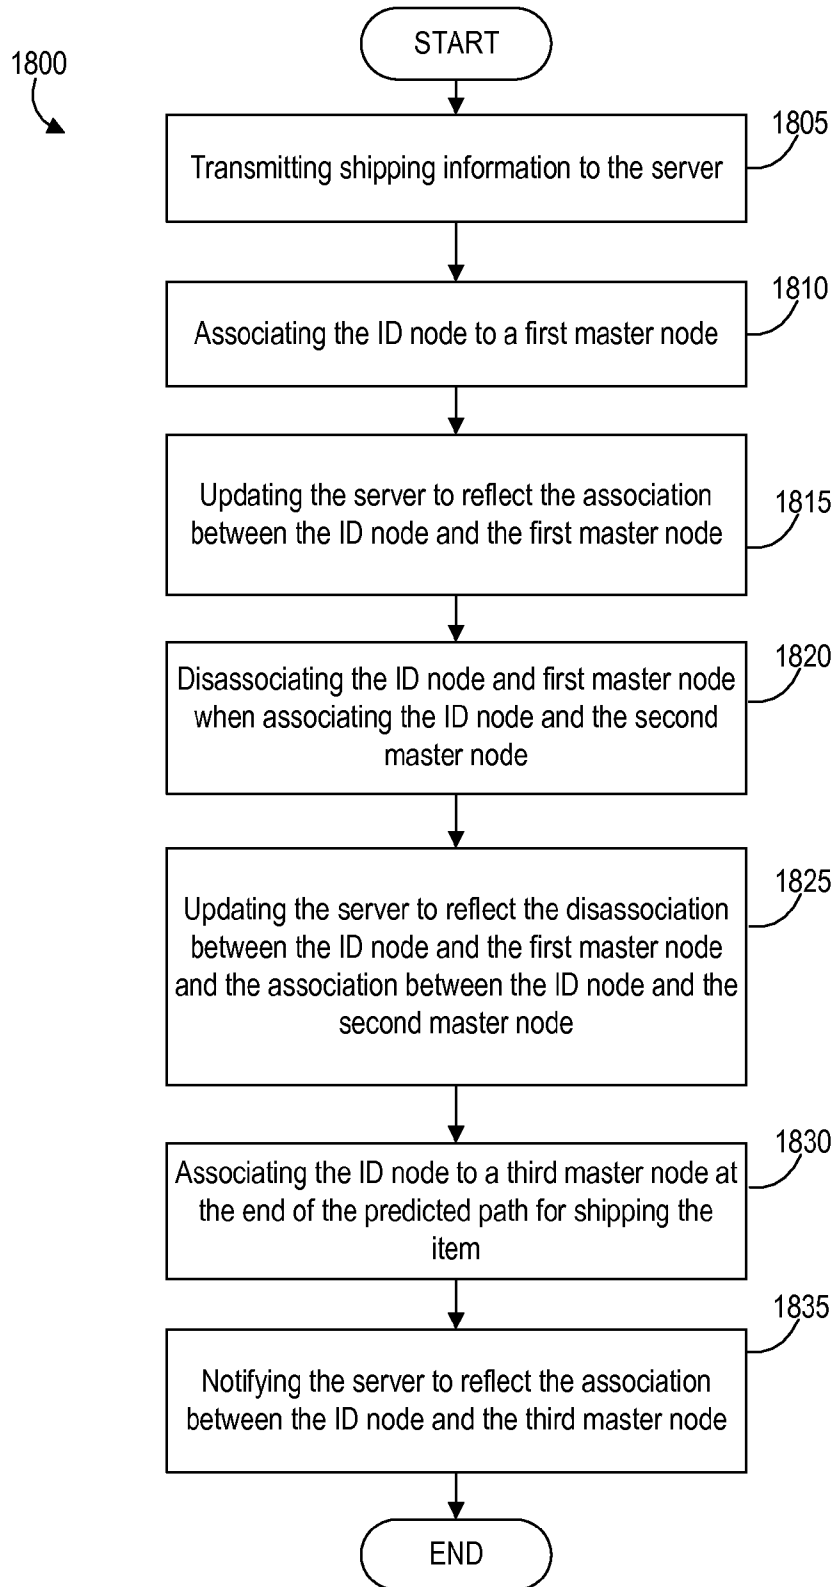 START
1800
1805
Transmitting shipping information to the server
1810
Associating the ID node to a first master node
Updating the server to reflect the association
between the ID node and the first master node
1815
1820
Disassociating the ID node and first master node
when associating the ID node and the second
master node
1825
Updating the server to reflect the disassociation
between the ID node and the first master node
and the association between the ID node and the
second master node
1830
Associating the ID node to a third master node at
the end of the predicted path for shipping the
item
1835
Notifying the server to reflect the association
between the ID node and the third master node
END